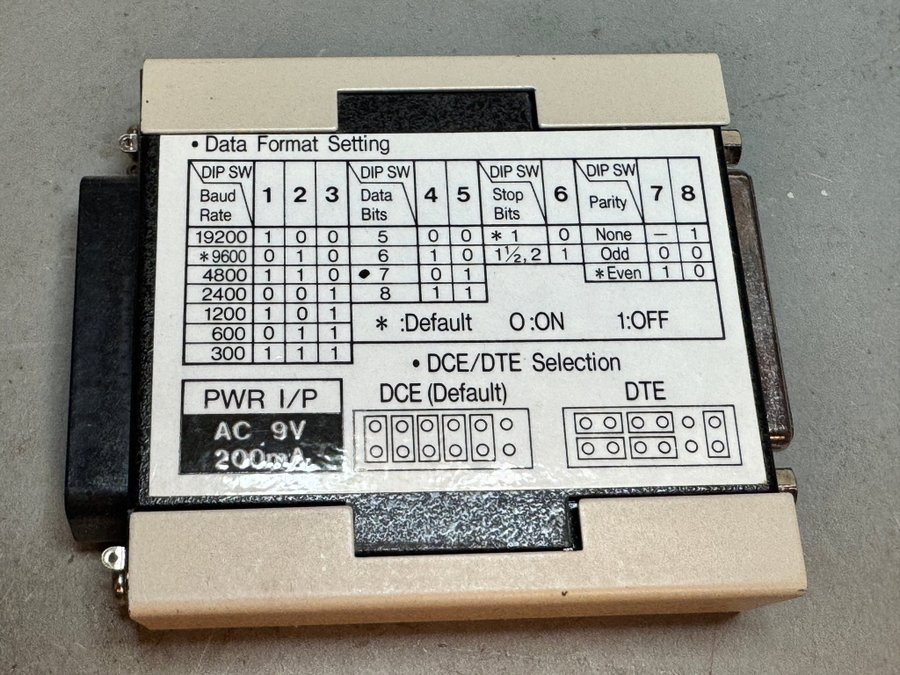 • Data Format Setting
DIP SW Baud Rate 1 2 3 DIP SW Data Bits 4 5 DIP SW Stop Bits 6 DIP SW Parity 7 8
19200 1 0 0 5 0 0 * 1 0 None — 1
*9600 0 1 0 6 1 0 1½,2 1 Odd 0 0
4800 1 1 0 • 7 0 1 *Even 1 0
2400 0 0 1 8 1 1
1200 1 0 1 * :Default O:ON 1:OFF
600 0 1 1
300 1 1 1
• DCE/DTE Selection
PWR I/P DCE (Default) DTE
AC 9V
200mA